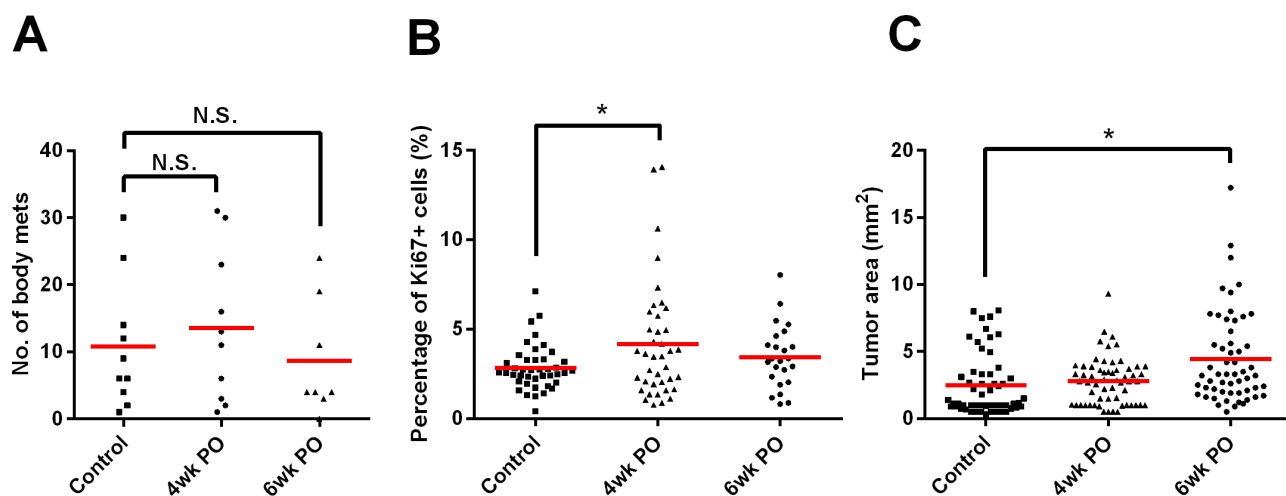 A
N.S.
N.S.
No. of body mets
40
30
20
10
0
Control
4wk PO
6wk PO
B
*
Percentage of Ki67+ cells (%)
15
10
5
0
Control
4wk PO
6wk PO
C
*
Tumor area (mm²)
20
15
10
5
0
Control
4wk PO
6wk PO